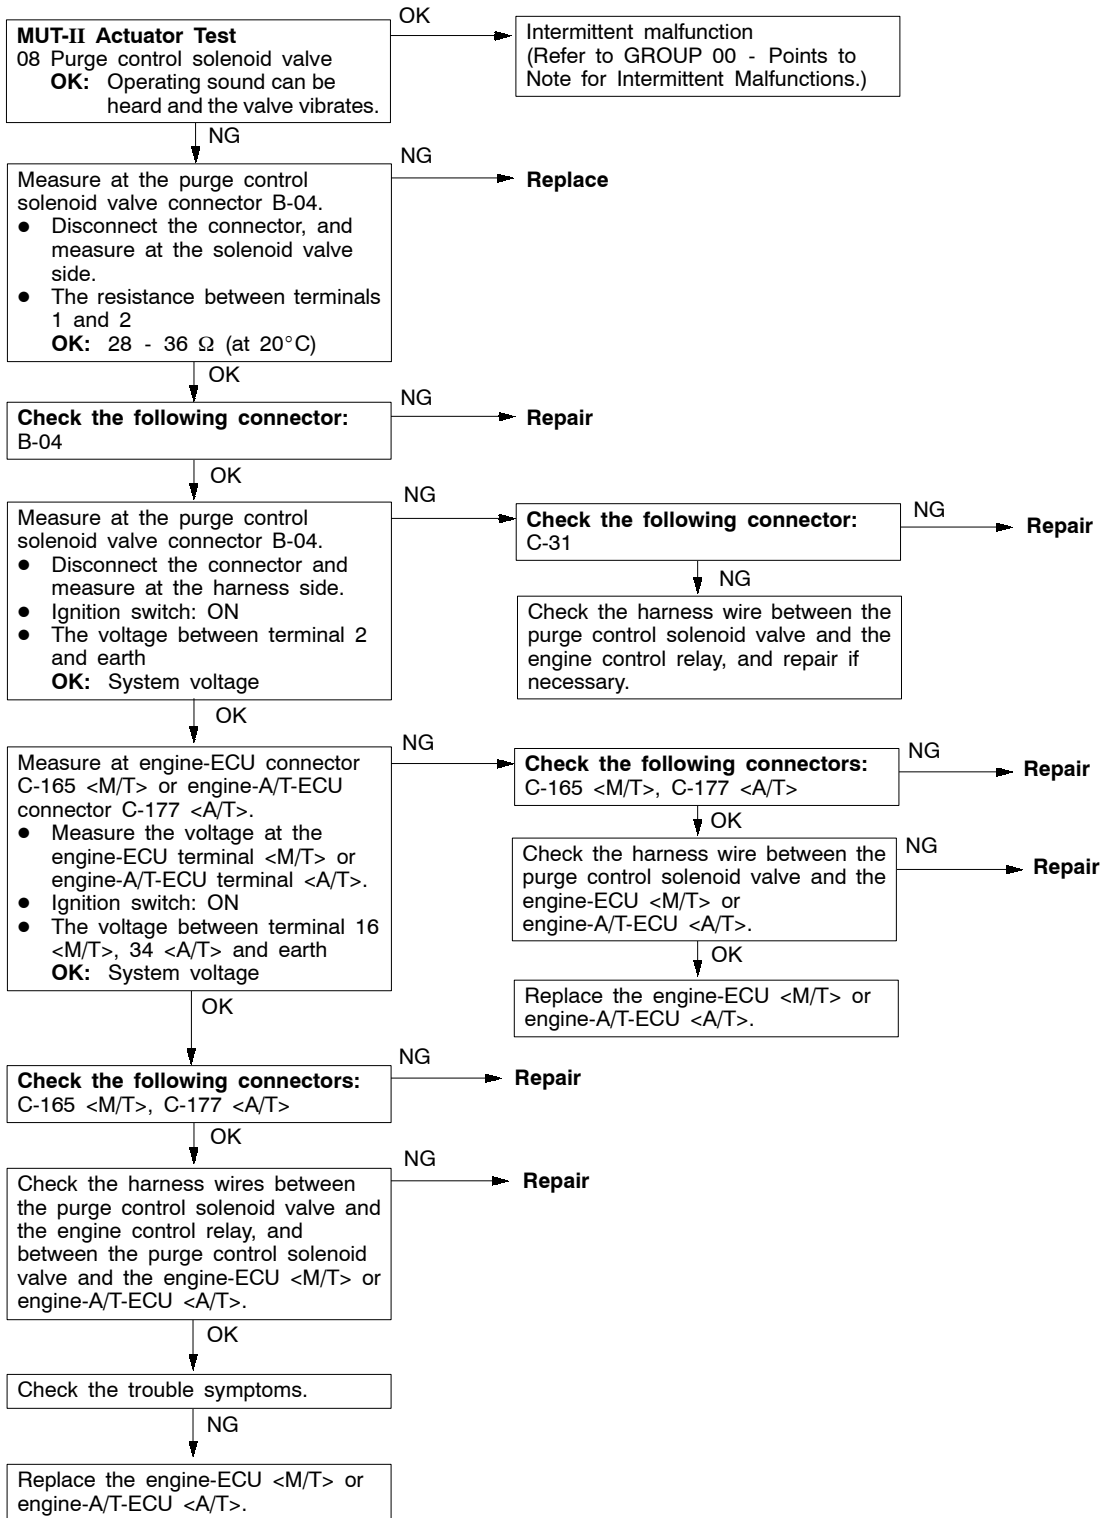 MUT-II Actuator Test
08 Purge control solenoid valve
OK: Operating sound can be
heard and the valve vibrates.
OK
Intermittent malfunction
(Refer to GROUP 00 - Points to
Note for Intermittent Malfunctions.)
NG
Measure at the purge control
solenoid valve connector B-04.
● Disconnect the connector, and
measure at the solenoid valve
side.
● The resistance between terminals
1 and 2
OK: 28 - 36 Ω (at 20°C)
NG
Replace
OK
Check the following connector:
B-04
NG
Repair
OK
Measure at the purge control
solenoid valve connector B-04.
● Disconnect the connector and
measure at the harness side.
● Ignition switch: ON
● The voltage between terminal 2
and earth
OK: System voltage
NG
Check the following connector:
C-31
NG
Repair
NG
Check the harness wire between the
purge control solenoid valve and the
engine control relay, and repair if
necessary.
OK
Measure at engine-ECU connector
C-165 <M/T> or engine-A/T-ECU
connector C-177 <A/T>.
● Measure the voltage at the
engine-ECU terminal <M/T> or
engine-A/T-ECU terminal <A/T>.
● Ignition switch: ON
● The voltage between terminal 16
<M/T>, 34 <A/T> and earth
OK: System voltage
NG
Check the following connectors:
C-165 <M/T>, C-177 <A/T>
NG
Repair
OK
Check the harness wire between the
purge control solenoid valve and the
engine-ECU <M/T> or
engine-A/T-ECU <A/T>.
NG
Repair
OK
Replace the engine-ECU <M/T> or
engine-A/T-ECU <A/T>.
OK
Check the following connectors:
C-165 <M/T>, C-177 <A/T>
NG
Repair
OK
Check the harness wires between
the purge control solenoid valve and
the engine control relay, and
between the purge control solenoid
valve and the engine-ECU <M/T> or
engine-A/T-ECU <A/T>.
NG
Repair
OK
Check the trouble symptoms.
NG
Replace the engine-ECU <M/T> or
engine-A/T-ECU <A/T>.